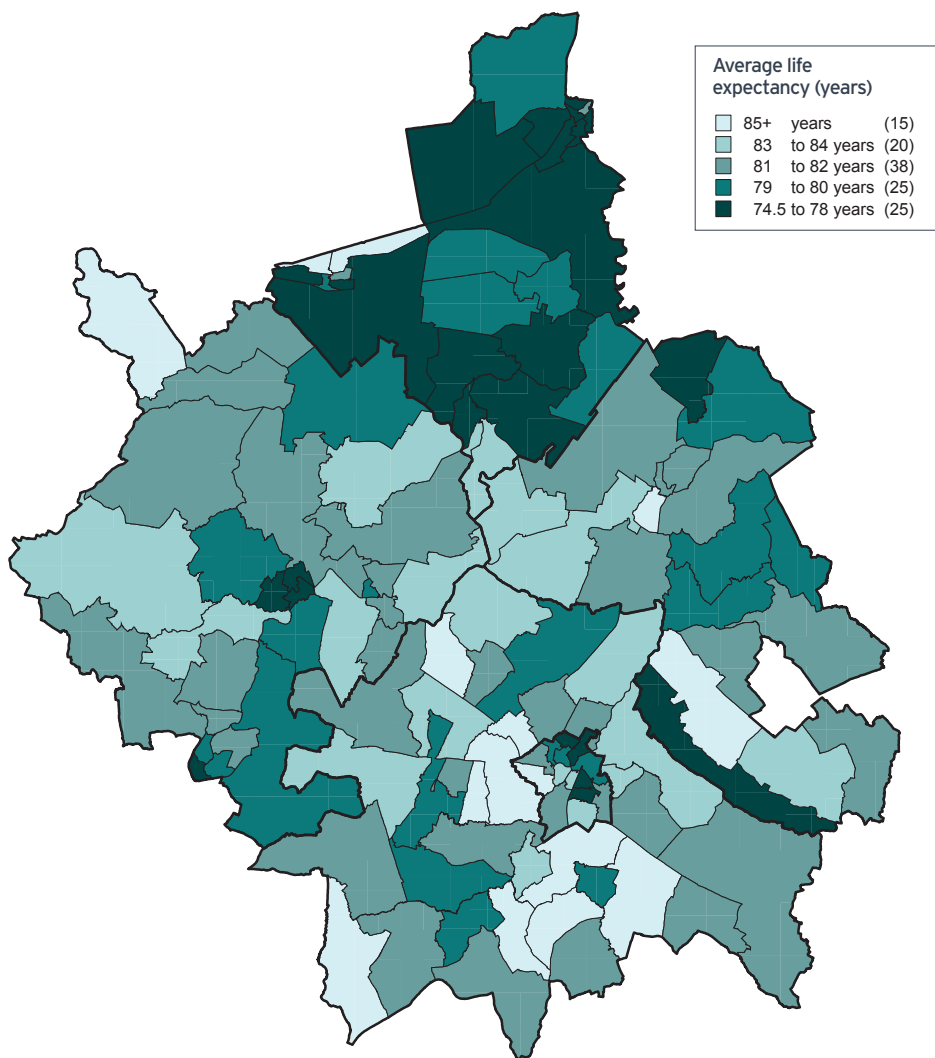 Average life
expectancy (years)
85+ years (15)
83 to 84 years (20)
81 to 82 years (38)
79 to 80 years (25)
74.5 to 78 years (25)